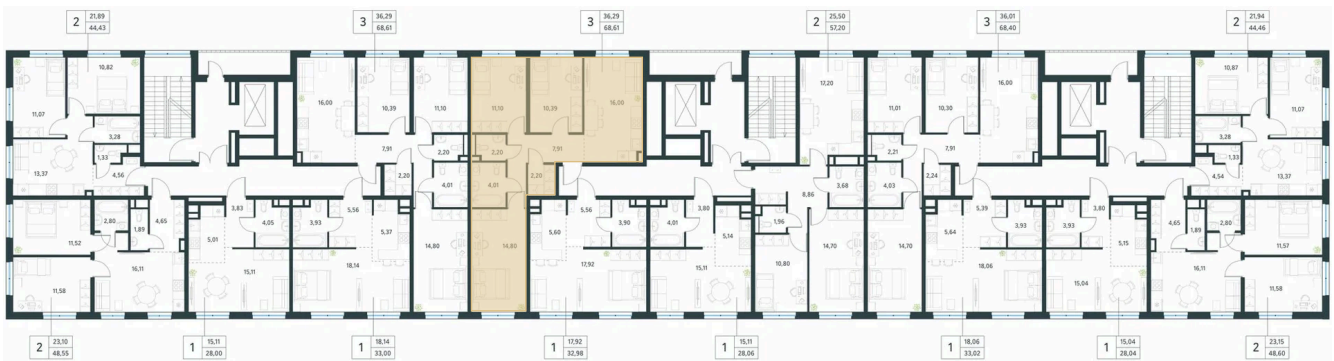 2 21,89 44,43
3 36,29 68,61
3 36,29 68,61
2 25,50 57,20
3 36,01 68,40
2 21,94 44,46
11,07 10,82 3,28 1,33 13,37 4,56
16,00 10,39 11,10 7,91 2,20 2,20 4,01
11,10 10,39 16,00 2,20 7,91 4,01 2,20
17,20 8,86 3,68 1,96
11,01 10,30 16,00 2,21 7,91 4,03 2,24
10,87 11,07 3,28 1,33 4,54 13,37
11,52 2,80 1,89 4,65 11,58 16,11
3,83 5,01 4,05 15,11
5,56 3,93 5,37 18,14
14,80
14,80
5,56 5,60 3,90 17,92
3,80 4,01 5,14 15,11
10,80 14,70
14,70
5,39 5,64 3,93 18,06
3,80 3,93 5,15 15,04
4,65 2,80 1,89 11,57 16,11 11,58
2 23,10 48,55
1 15,11 28,00
1 18,14 33,00
1 17,92 32,98
1 15,11 28,06
1 18,06 33,02
1 15,04 28,04
2 23,15 48,60